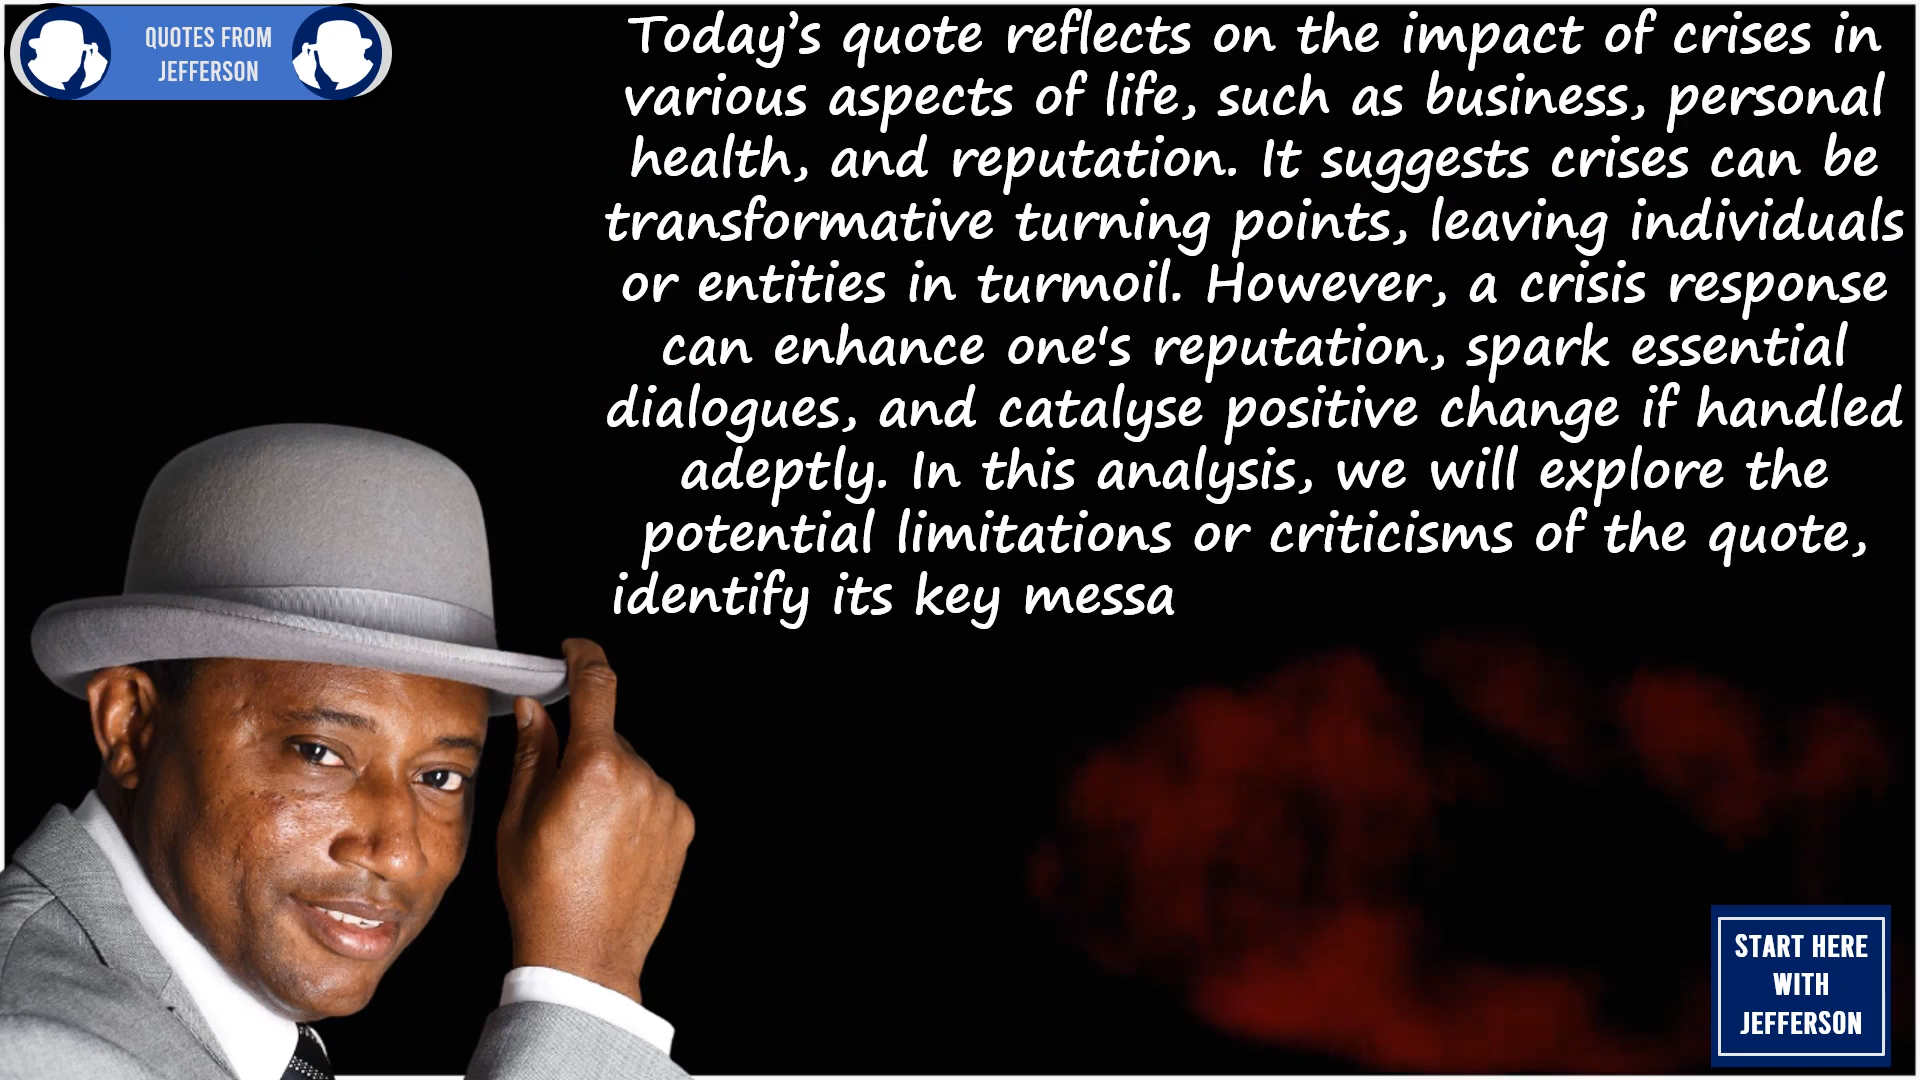 QUOTES FROM
JEFFERSON
Today’s quote reflects on the impact of crises in
various aspects of life, such as business, personal
health, and reputation. It suggests crises can be
transformative turning points, leaving individuals
or entities in turmoil. However, a crisis response
can enhance one's reputation, spark essential
dialogues, and catalyse positive change if handled
adeptly. In this analysis, we will explore the
potential limitations or criticisms of the quote,
identify its key messa
START HERE
WITH
JEFFERSON